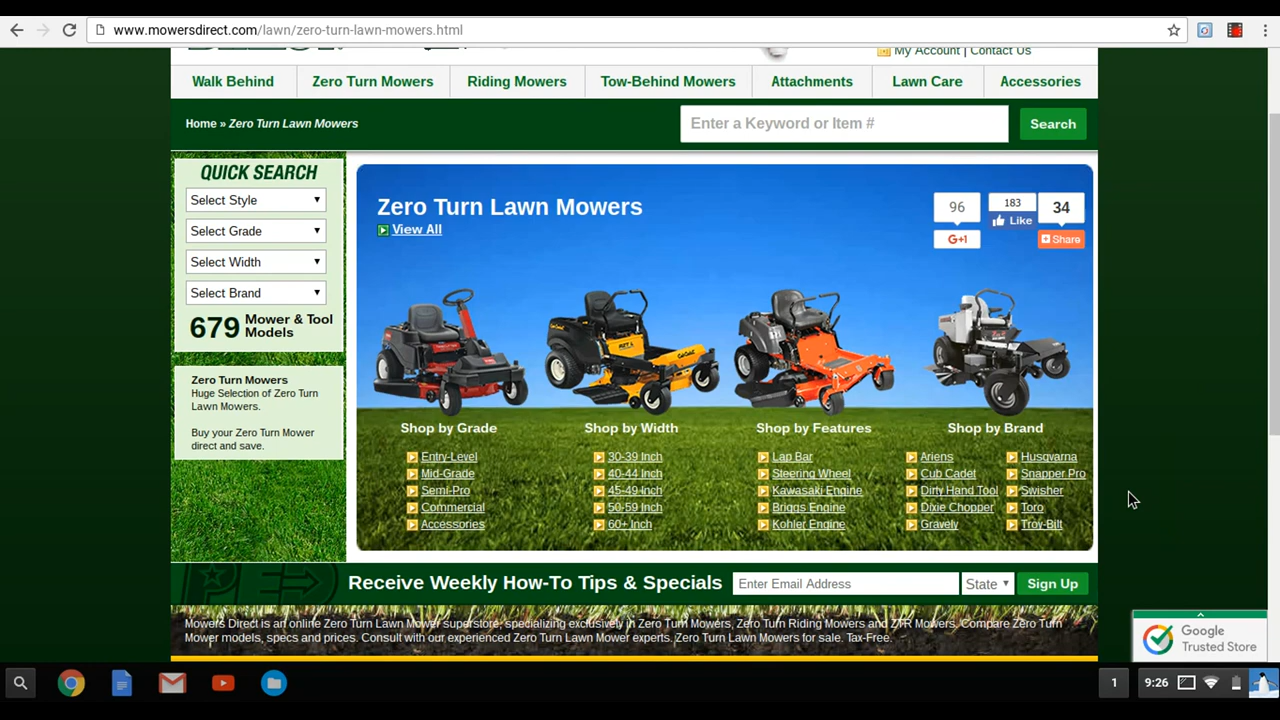 www.mowersdirect.com/lawn/zero-turn-lawn-mowers.html
My Account | Contact Us
Walk Behind Zero Turn Mowers Riding Mowers Tow-Behind Mowers Attachments Lawn Care Accessories
Home » Zero Turn Lawn Mowers
Enter a Keyword or Item #
Search
QUICK SEARCH
Select Style
Select Grade
Select Width
Select Brand
679 Mower & Tool
Models
Zero Turn Mowers
Huge Selection of Zero Turn
Lawn Mowers.
Buy your Zero Turn Mower
direct and save.
Zero Turn Lawn Mowers
View All
96 183 34
G+1 Like Share
Shop by Grade
Entry-Level
Mid-Grade
Semi-Pro
Commercial
Accessories
Shop by Width
30-39 Inch
40-44 Inch
45-49 Inch
50-59 Inch
60+ Inch
Shop by Features
Lap Bar
Steering Wheel
Kawasaki Engine
Briggs Engine
Kohler Engine
Shop by Brand
Ariens
Cub Cadet
Dirty Hand Tool
Dixie Chopper
Gravely
Husqvarna
Snapper Pro
Swisher
Toro
Troy-Bilt
Receive Weekly How-To Tips & Specials
Enter Email Address
State
Sign Up
Mowers Direct is an online Zero Turn Lawn Mower superstore, specializing exclusively in Zero Turn Mowers, Zero Turn Riding Mowers and ZTR Mowers. Compare Zero Turn
Mower models, specs and prices. Consult with our experienced Zero Turn Lawn Mower experts. Zero Turn Lawn Mowers for sale. Tax-Free.
Google
Trusted Store
1
9:26